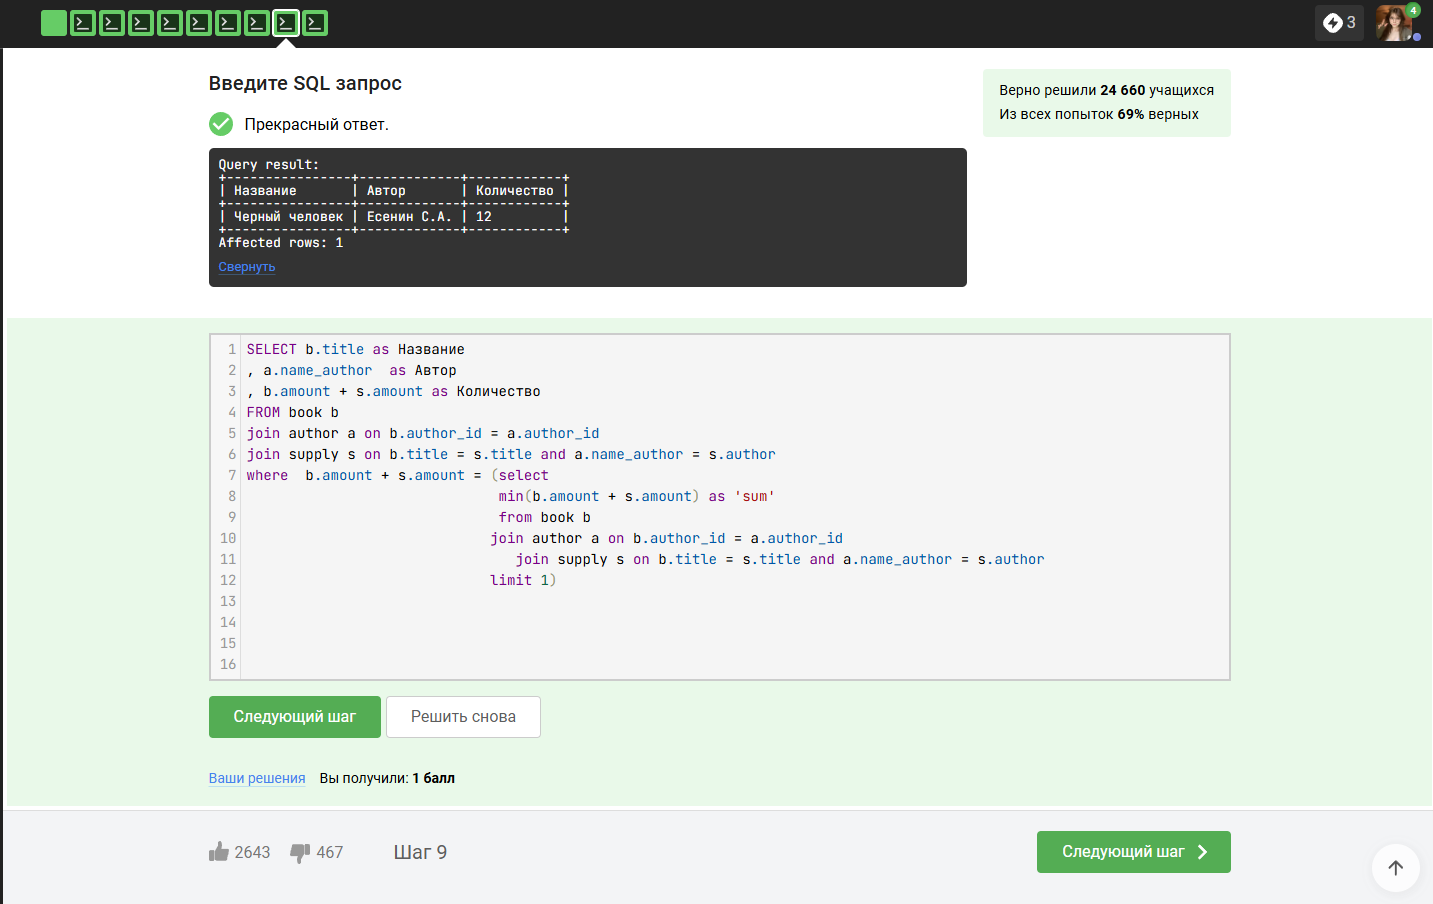 3
4
Введите SQL запрос
Прекрасный ответ.
Верно решили 24 660 учащихся
Из всех попыток 69% верных
Query result:
+----------------+-------------+------------+
| Название       | Автор       | Количество |
+----------------+-------------+------------+
| Черный человек | Есенин С.А. | 12         |
+----------------+-------------+------------+
Affected rows: 1
Свернуть
1 SELECT b.title as Название
2 , a.name_author  as Автор
3 , b.amount + s.amount as Количество
4 FROM book b
5 join author a on b.author_id = a.author_id
6 join supply s on b.title = s.title and a.name_author = s.author
7 where  b.amount + s.amount = (select
8                               min(b.amount + s.amount) as 'sum'
9                               from book b
10                              join author a on b.author_id = a.author_id
11                                 join supply s on b.title = s.title and a.name_author = s.author
12                              limit 1)
13
14
15
16
Следующий шаг
Решить снова
Ваши решения Вы получили: 1 балл
2643 467 Шаг 9
Следующий шаг